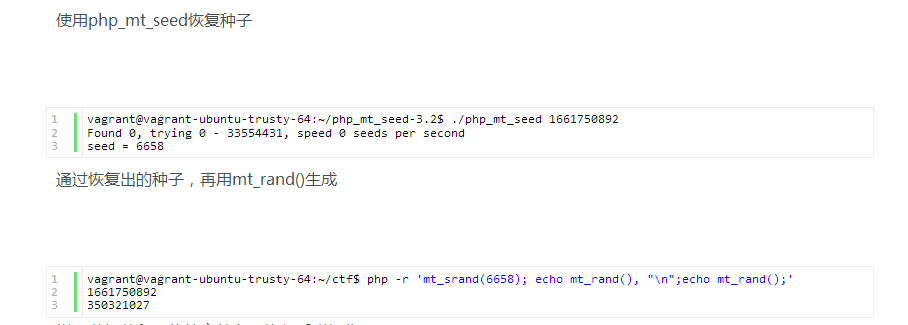 使用php_mt_seed恢复种子
1 vagrant@vagrant-ubuntu-trusty-64:~/php_mt_seed-3.2$ ./php_mt_seed 1661750892
2 Found 0, trying 0 - 33554431, speed 0 seeds per second
3 seed = 6658
通过恢复出的种子，再用mt_rand()生成
1 vagrant@vagrant-ubuntu-trusty-64:~/ctf$ php -r 'mt_srand(6658); echo mt_rand(), "\n";echo mt_rand();'
2 1661750892
3 350321027